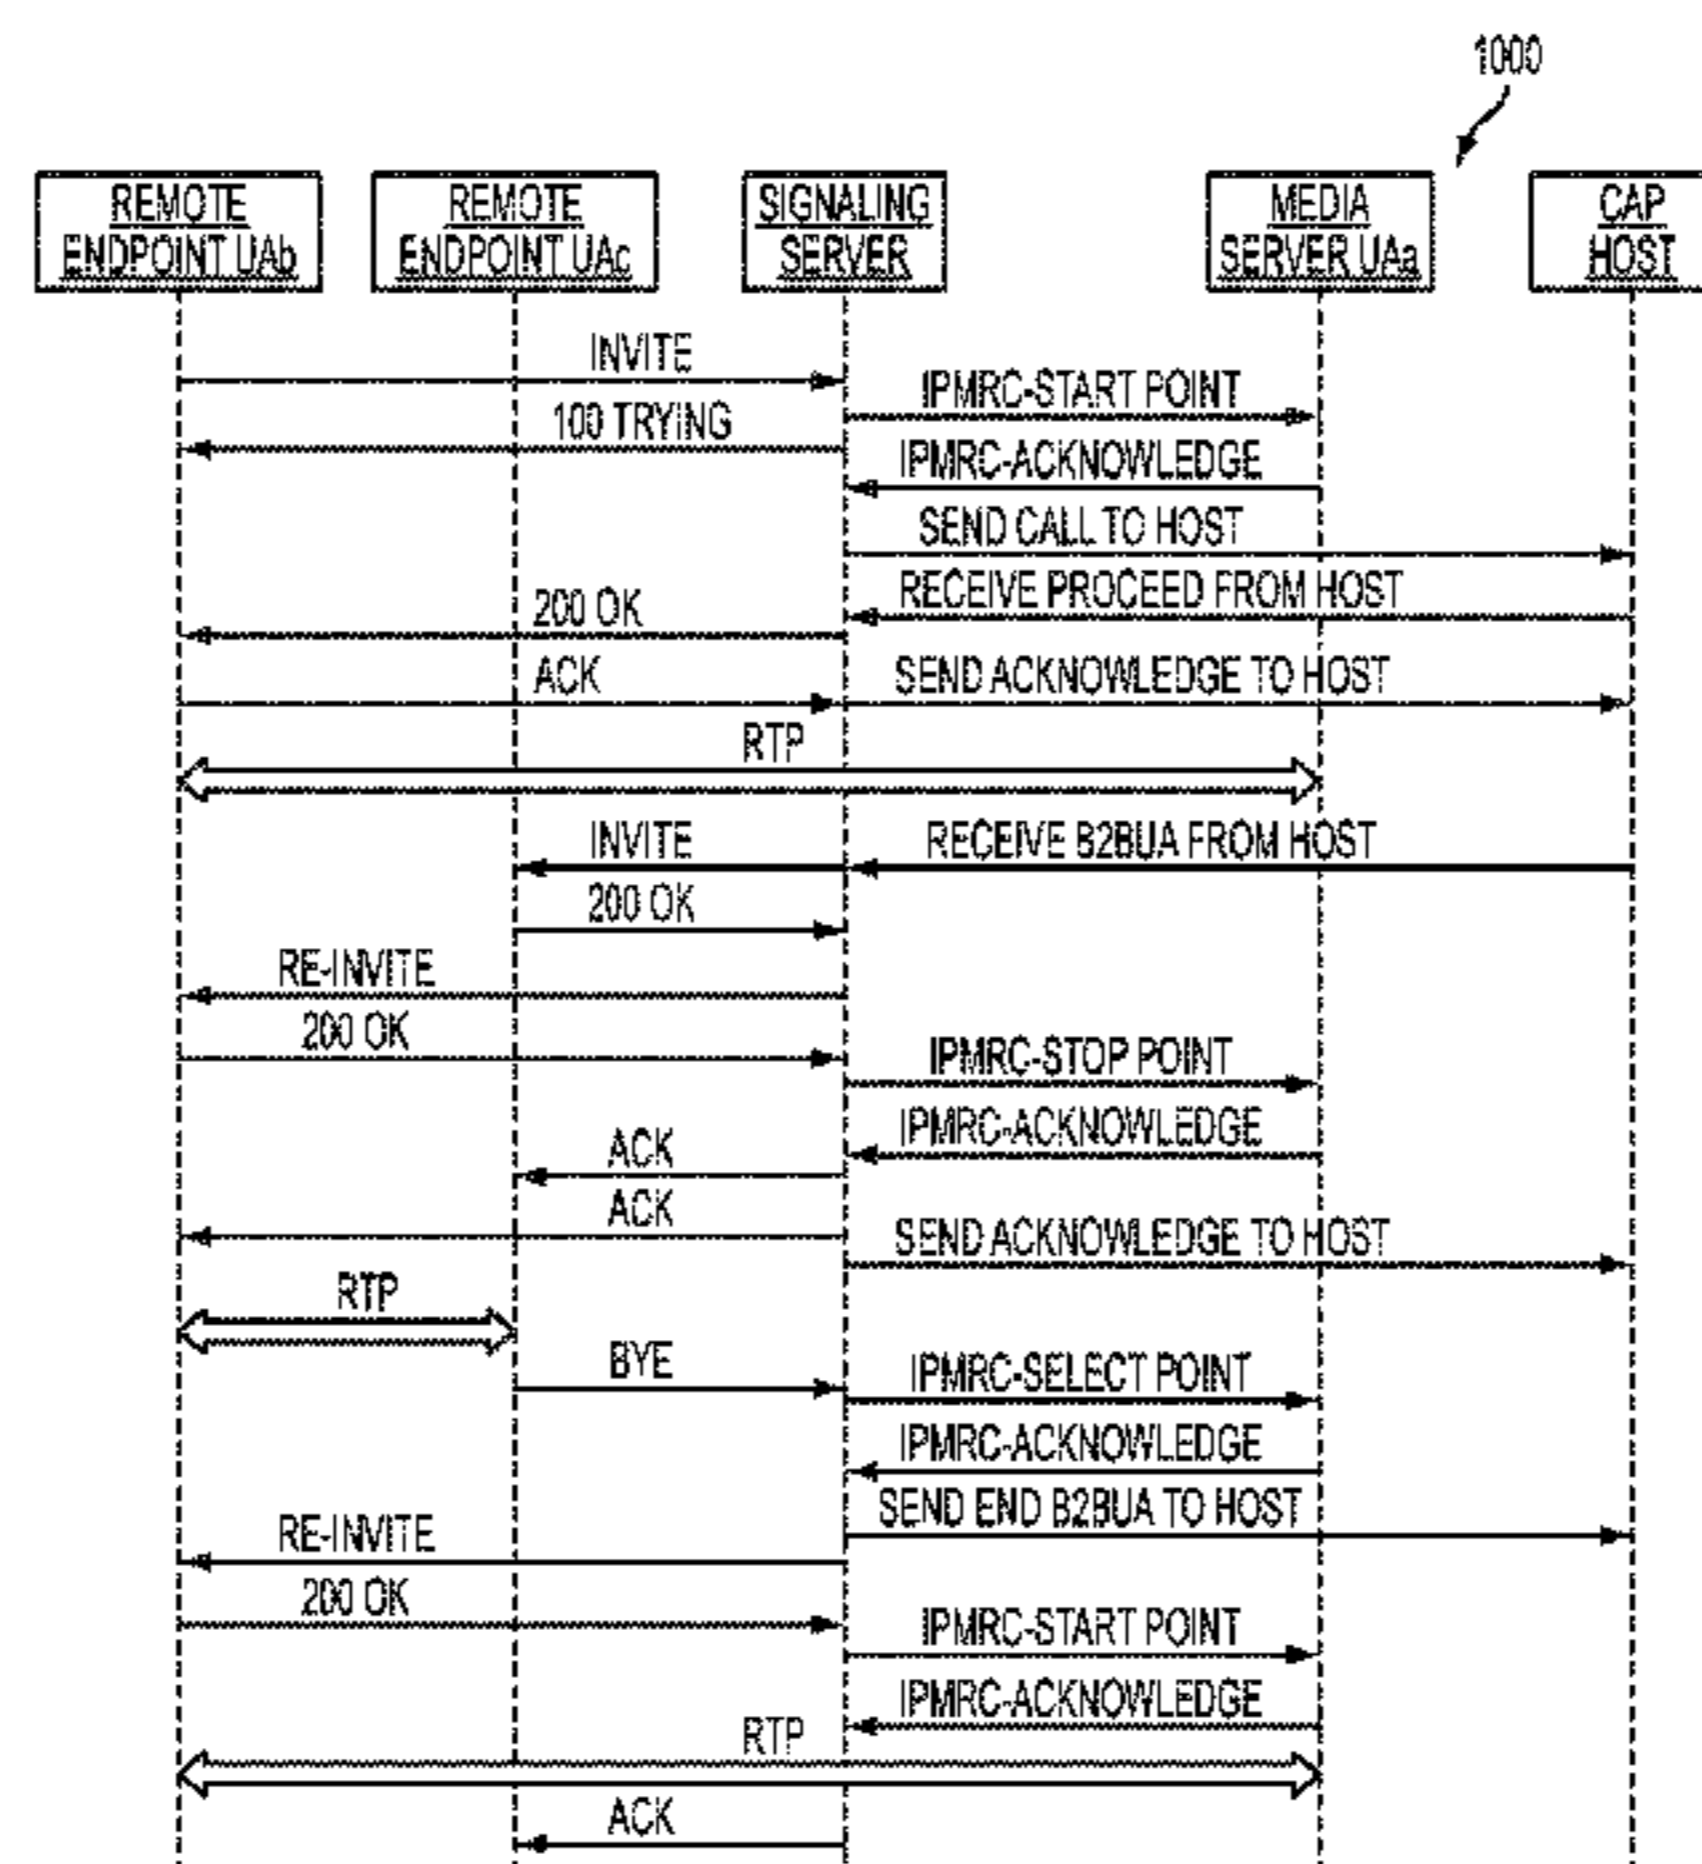 1000
REMOTE
ENDPOINT UAb
REMOTE
ENDPOINT UAc
SIGNALING
SERVER
MEDIA
SERVER UAa
CAP
HOST
INVITE
IPMRC-START POINT
100 TRYING
IPMRC-ACKNOWLEDGE
SEND CALL TO HOST
RECEIVE PROCEED FROM HOST
200 OK
ACK
SEND ACKNOWLEDGE TO HOST
RTP
INVITE
RECEIVE B2BUA FROM HOST
200 OK
RE-INVITE
200 OK
IPMRC-STOP POINT
IPMRC-ACKNOWLEDGE
ACK
ACK
SEND ACKNOWLEDGE TO HOST
RTP
BYE
IPMRC-SELECT POINT
IPMRC-ACKNOWLEDGE
SEND END B2BUA TO HOST
RE-INVITE
200 OK
IPMRC-START POINT
IPMRC-ACKNOWLEDGE
RTP
ACK